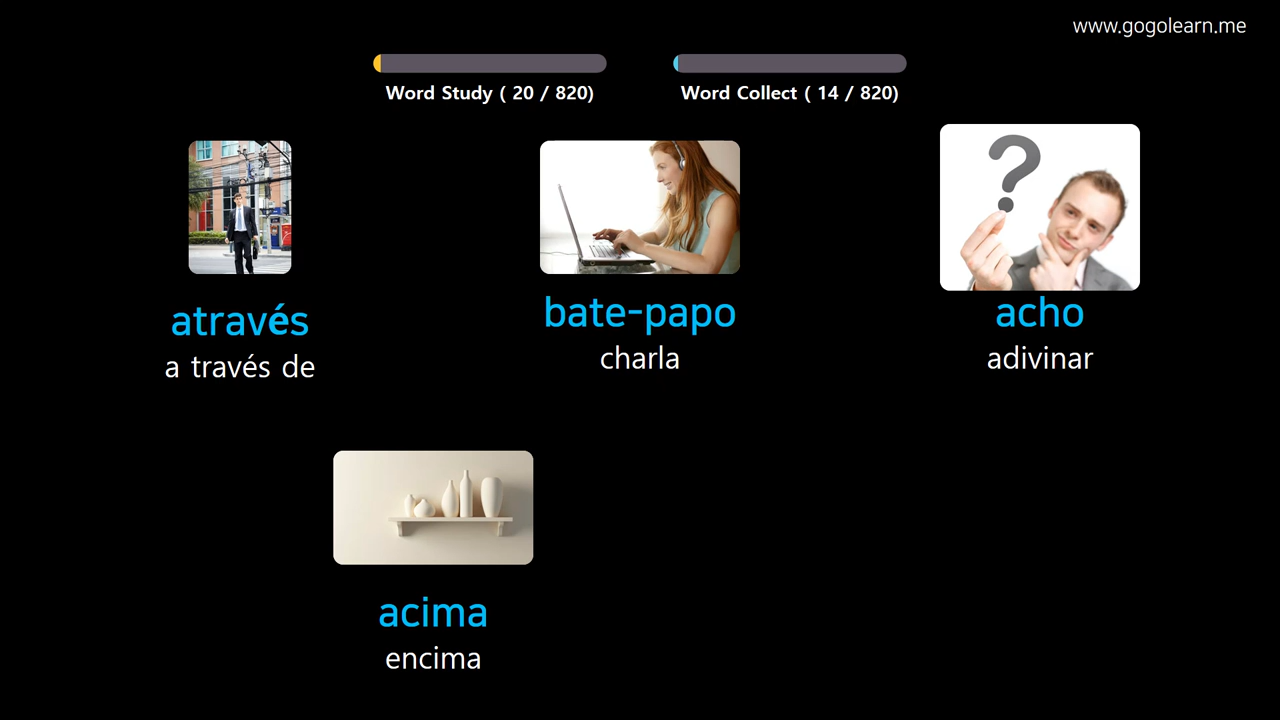 www.gogolearn.me
Word Study ( 20 / 820)
Word Collect ( 14 / 820)
através
a través de
bate-papo
charla
acho
adivinar
acima
encima